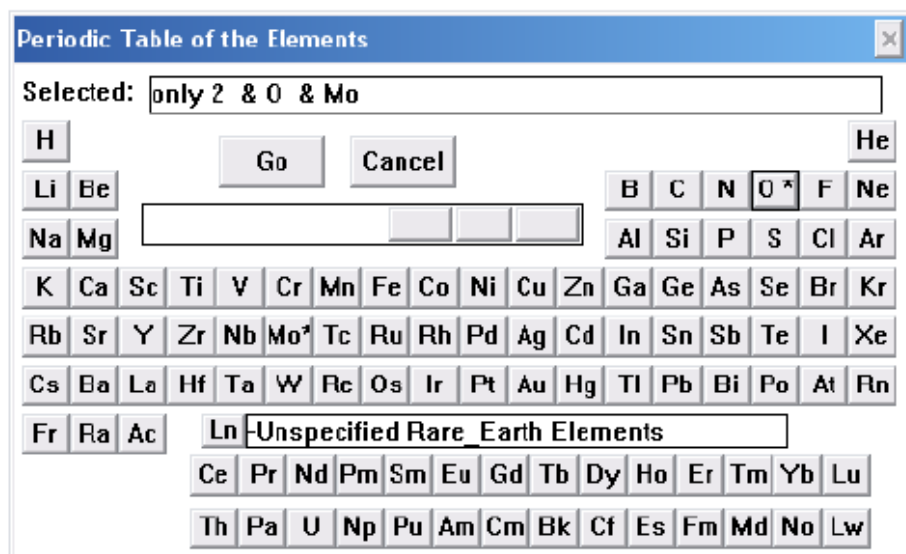 Periodic Table of the Elements
Selected: only 2 & O & Mo
H He
Go Cancel
Li Be B C N O * F Ne
Na Mg Al Si P S Cl Ar
K Ca Sc Ti V Cr Mn Fe Co Ni Cu Zn Ga Ge As Se Br Kr
Rb Sr Y Zr Nb Mo* Tc Ru Rh Pd Ag Cd In Sn Sb Te I Xe
Cs Ba La Hf Ta W Rc Os Ir Pt Au Hg Tl Pb Bi Po At Rn
Fr Ra Ac Ln -Unspecified Rare_Earth Elements
Ce Pr Nd Pm Sm Eu Gd Tb Dy Ho Er Tm Yb Lu
Th Pa U Np Pu Am Cm Bk Cf Es Fm Md No Lw